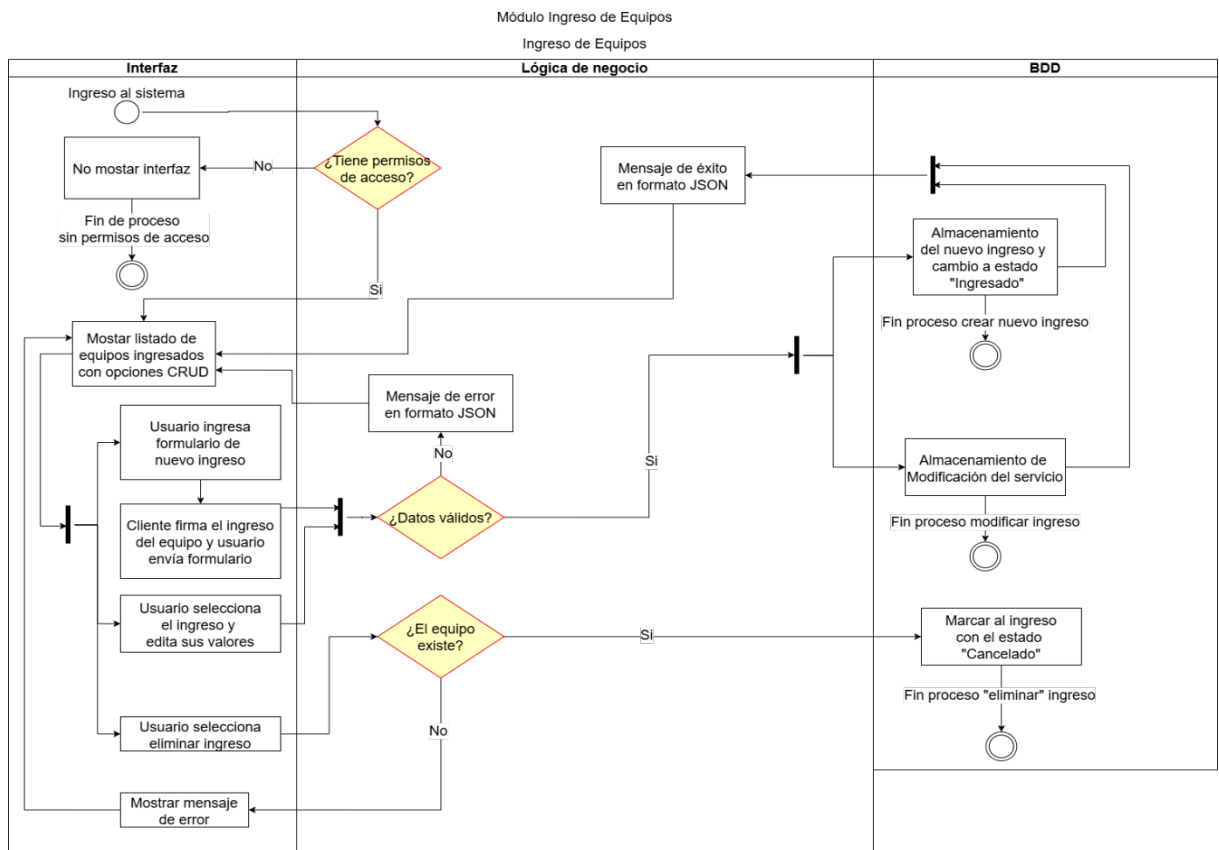 Módulo Ingreso de Equipos
Ingreso de Equipos
Interfaz
Lógica de negocio
BDD
Ingreso al sistema
¿Tiene permisos
de acceso?
No
No mostar interfaz
Fin de proceso
sin permisos de acceso
Si
Mensaje de éxito
en formato JSON
Almacenamiento
del nuevo ingreso y
cambio a estado
"Ingresado"
Fin proceso crear nuevo ingreso
Mostar listado de
equipos ingresados
con opciones CRUD
Mensaje de error
en formato JSON
No
Usuario ingresa
formulario de
nuevo ingreso
Si
Almacenamiento de
Modificación del servicio
Cliente firma el ingreso
del equipo y usuario
envía formulario
¿Datos válidos?
Fin proceso modificar ingreso
Usuario selecciona
el ingreso y
edita sus valores
¿El equipo
existe?
Si
Marcar al ingreso
con el estado
"Cancelado"
Fin proceso "eliminar" ingreso
Usuario selecciona
eliminar ingreso
No
Mostrar mensaje
de error